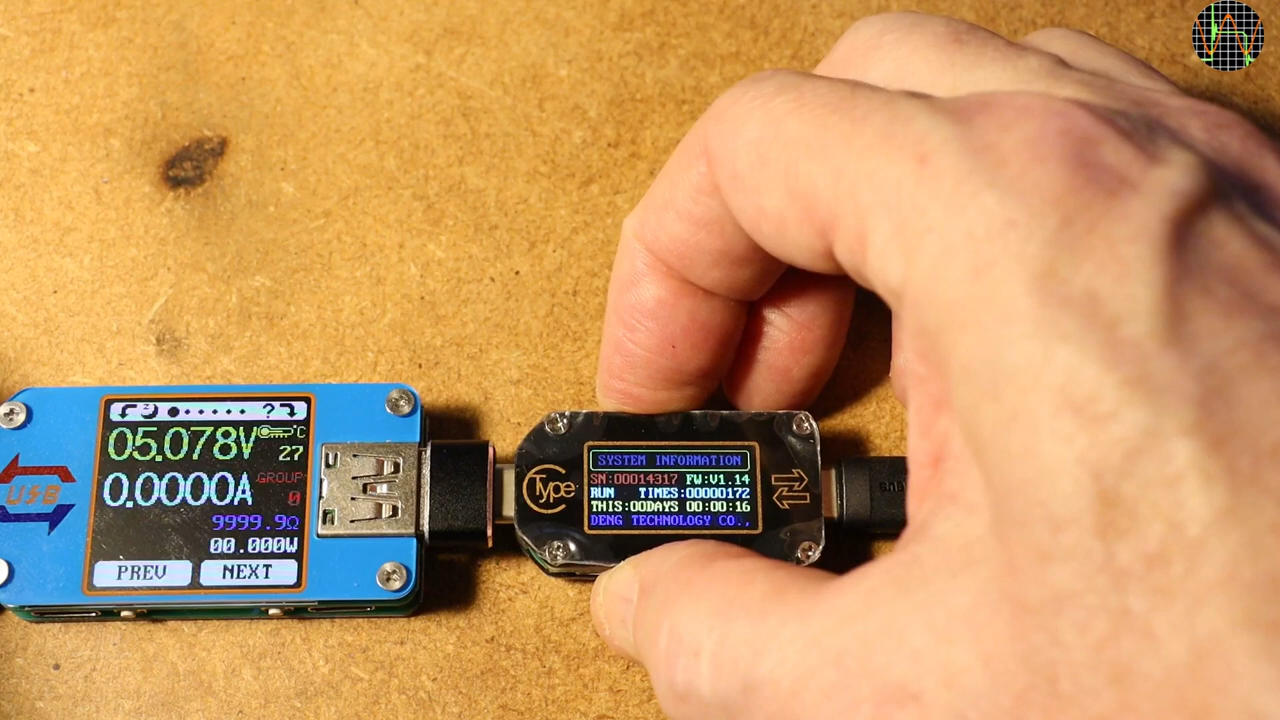 USB
?
05.078V
°C
27
0.0000A
GROUP
0
9999.9Ω
00.000W
PREV
NEXT
Type
SYSTEM INFORMATION
SN:00014317 FW:V1.14
RUN TIMES:00000172
THIS:00DAYS 00:00:16
DENG TECHNOLOGY CO.,